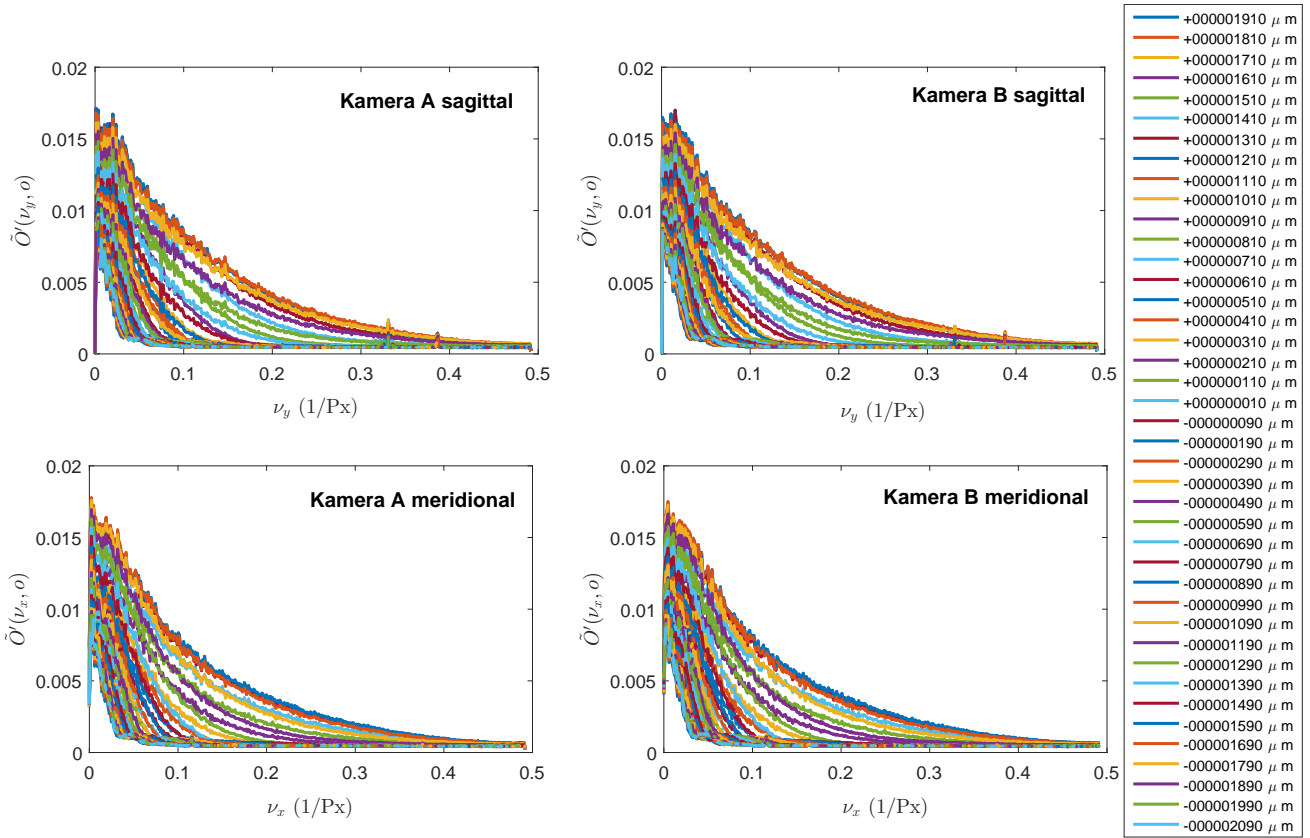 0.02
Kamera A sagittal
0.015
0.01
0.005
0
Õ'(ν_y, o)
0 0.1 0.2 0.3 0.4 0.5
ν_y (1/Px)
0.02
Kamera B sagittal
0.015
0.01
0.005
0
Õ'(ν_y, o)
0 0.1 0.2 0.3 0.4 0.5
ν_y (1/Px)
0.02
Kamera A meridional
0.015
0.01
0.005
0
Õ'(ν_x, o)
0 0.1 0.2 0.3 0.4 0.5
ν_x (1/Px)
0.02
Kamera B meridional
0.015
0.01
0.005
0
Õ'(ν_x, o)
0 0.1 0.2 0.3 0.4 0.5
ν_x (1/Px)
+000001910 μ m
+000001810 μ m
+000001710 μ m
+000001610 μ m
+000001510 μ m
+000001410 μ m
+000001310 μ m
+000001210 μ m
+000001110 μ m
+000001010 μ m
+000000910 μ m
+000000810 μ m
+000000710 μ m
+000000610 μ m
+000000510 μ m
+000000410 μ m
+000000310 μ m
+000000210 μ m
+000000110 μ m
+000000010 μ m
-000000090 μ m
-000000190 μ m
-000000290 μ m
-000000390 μ m
-000000490 μ m
-000000590 μ m
-000000690 μ m
-000000790 μ m
-000000890 μ m
-000000990 μ m
-000001090 μ m
-000001190 μ m
-000001290 μ m
-000001390 μ m
-000001490 μ m
-000001590 μ m
-000001690 μ m
-000001790 μ m
-000001890 μ m
-000001990 μ m
-000002090 μ m